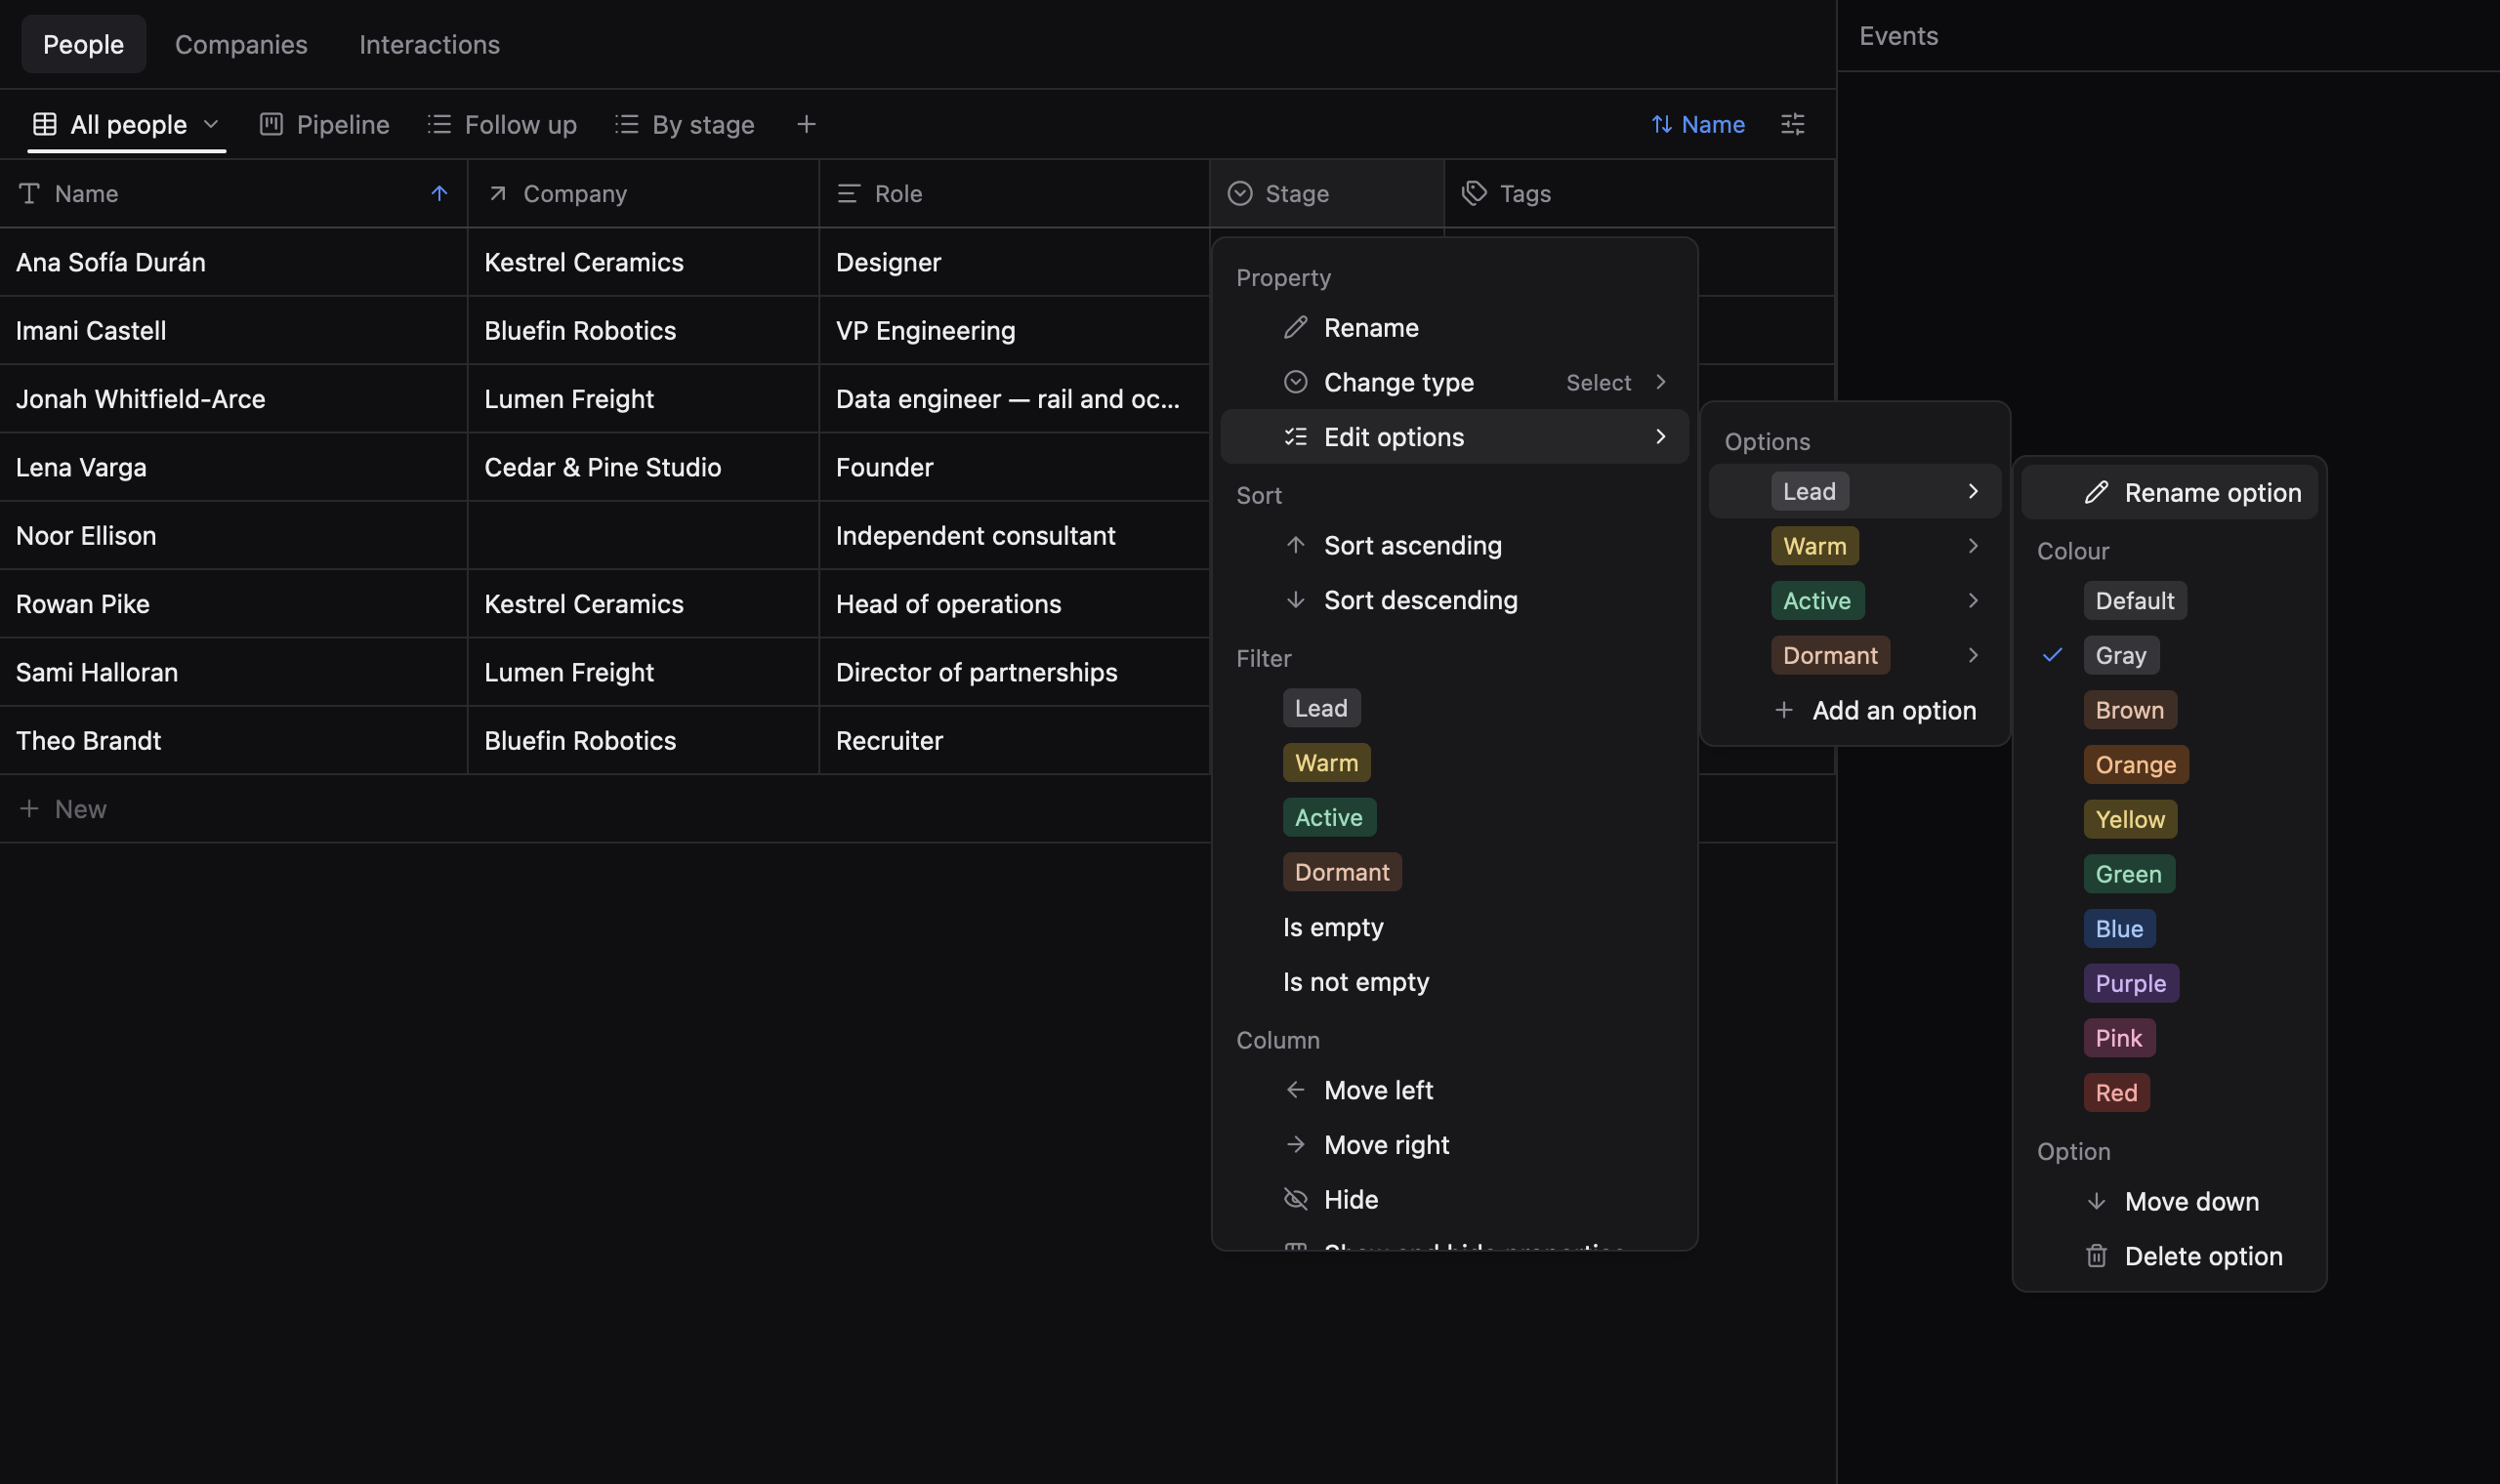 People Companies Interactions
Events
All people Pipeline Follow up By stage
Name
Name Company Role Stage Tags
Ana Sofía Durán Kestrel Ceramics Designer
Imani Castell Bluefin Robotics VP Engineering
Jonah Whitfield-Arce Lumen Freight Data engineer — rail and oc...
Lena Varga Cedar & Pine Studio Founder
Noor Ellison Independent consultant
Rowan Pike Kestrel Ceramics Head of operations
Sami Halloran Lumen Freight Director of partnerships
Theo Brandt Bluefin Robotics Recruiter
New
Property
Rename
Change type Select
Edit options
Sort
Sort ascending
Sort descending
Filter
Lead
Warm
Active
Dormant
Is empty
Is not empty
Column
Move left
Move right
Hide
Show and hide properties
Options
Lead
Warm
Active
Dormant
Add an option
Rename option
Colour
Default
Gray
Brown
Orange
Yellow
Green
Blue
Purple
Pink
Red
Option
Move down
Delete option